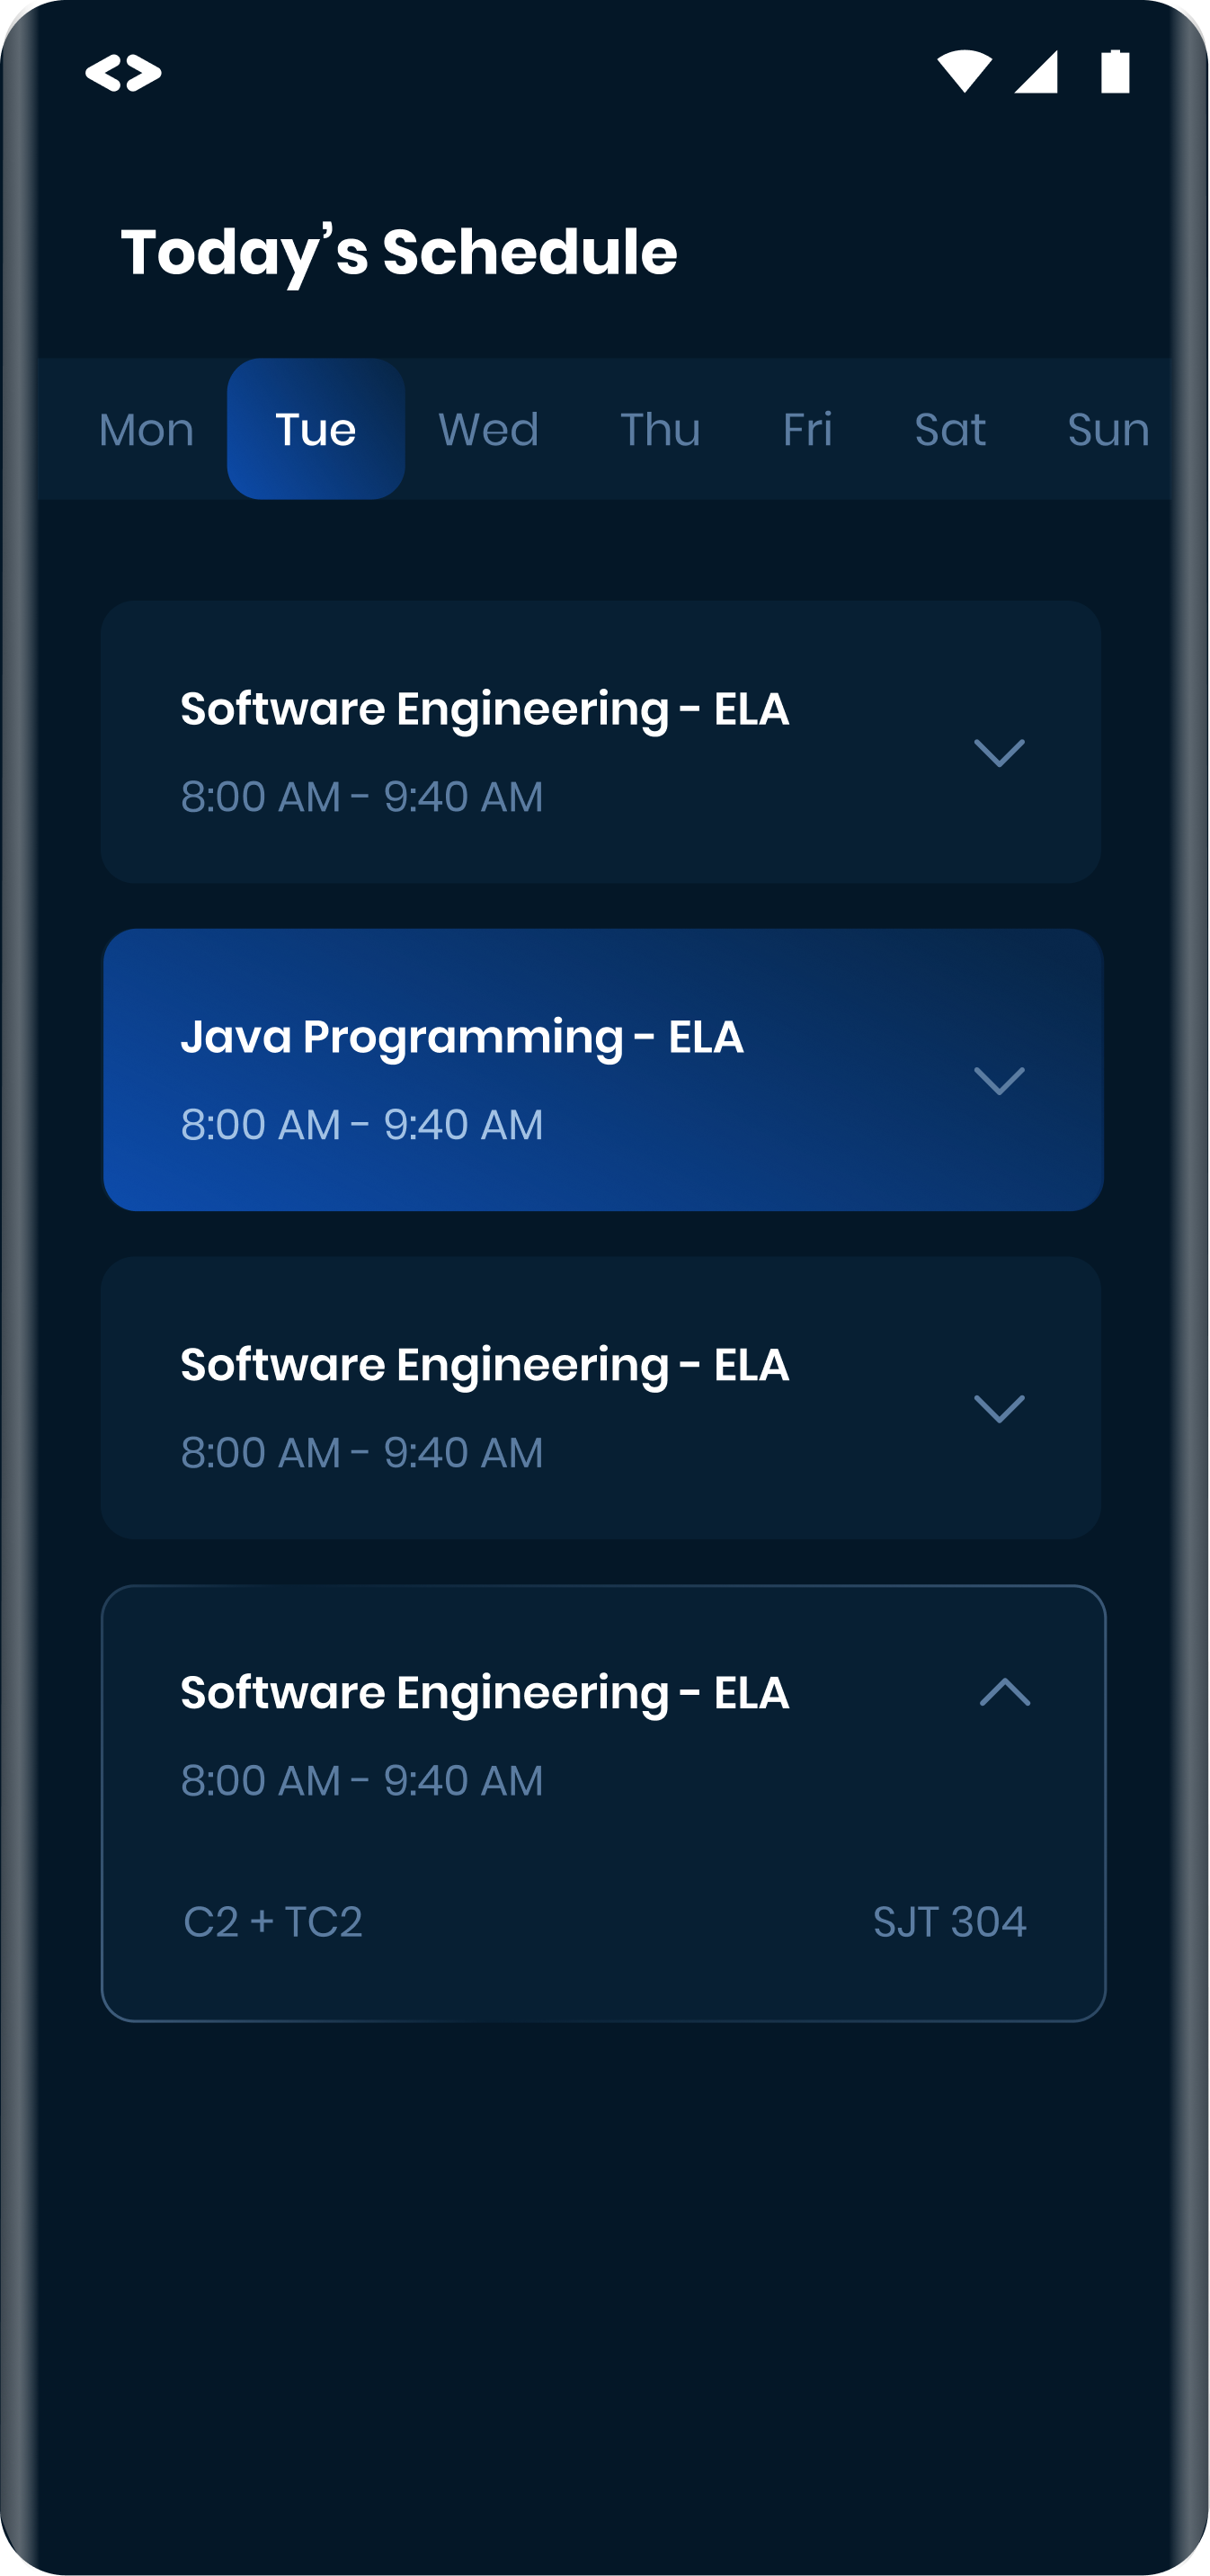 Today’s Schedule
Mon Tue Wed Thu Fri Sat Sun
Software Engineering - ELA
8:00 AM - 9:40 AM
Java Programming - ELA
8:00 AM - 9:40 AM
Software Engineering - ELA
8:00 AM - 9:40 AM
Software Engineering - ELA
8:00 AM - 9:40 AM
C2 + TC2 SJT 304